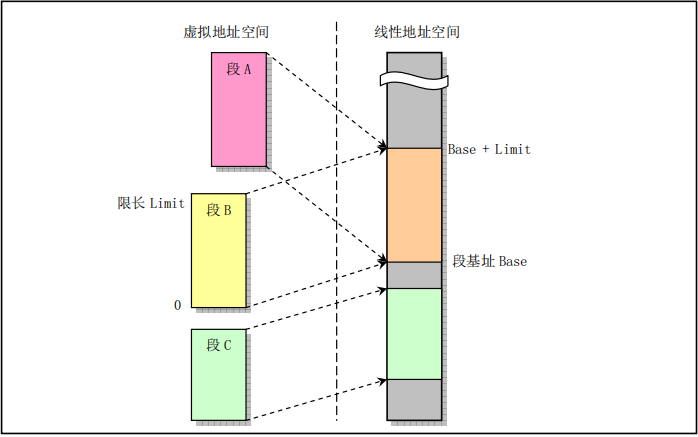 虚拟地址空间
线性地址空间
段 A
Base + Limit
限长 Limit
段 B
段基址 Base
0
段 C